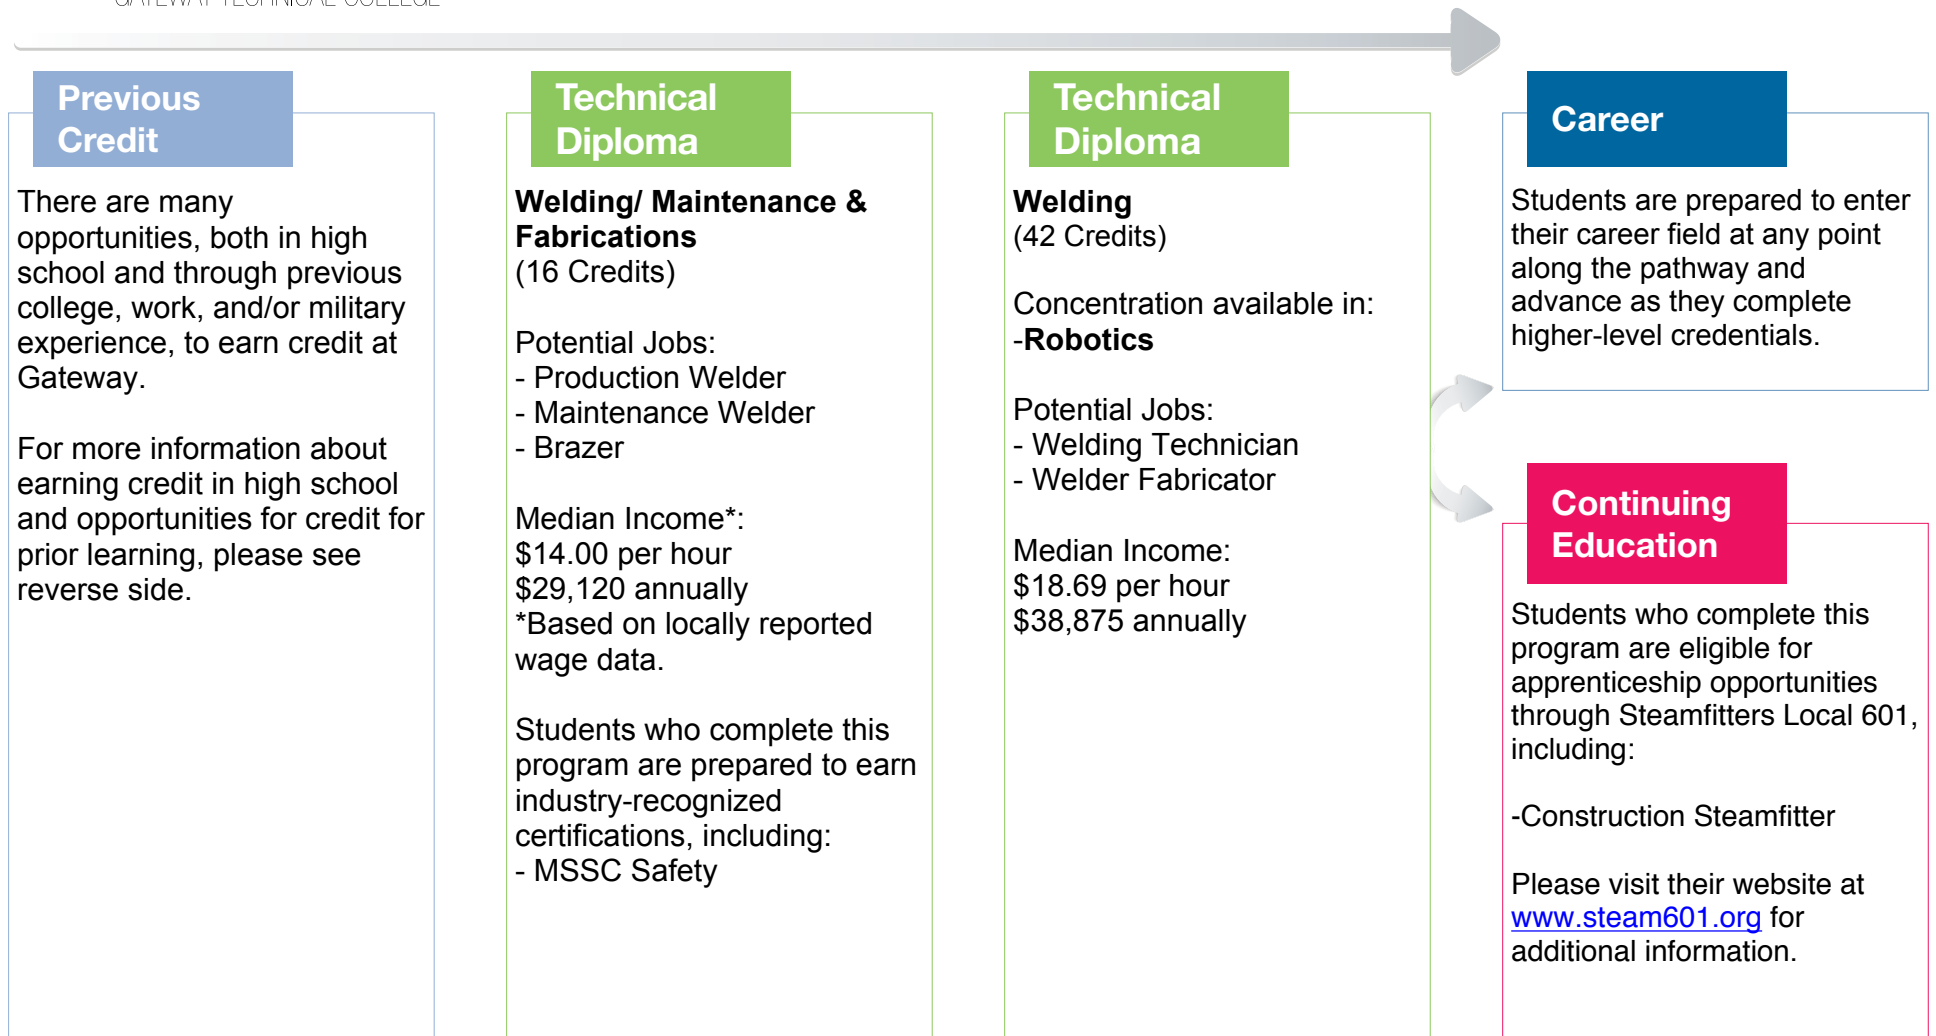 GATEWAY TECHNICAL COLLEGE
Previous
Credit
There are many
opportunities, both in high
school and through previous
college, work, and/or military
experience, to earn credit at
Gateway.
For more information about
earning credit in high school
and opportunities for credit for
prior learning, please see
reverse side.
Technical
Diploma
Welding/ Maintenance &
Fabrications
(16 Credits)
Potential Jobs:
- Production Welder
- Maintenance Welder
- Brazer
Median Income*:
$14.00 per hour
$29,120 annually
*Based on locally reported
wage data.
Students who complete this
program are prepared to earn
industry-recognized
certifications, including:
- MSSC Safety
Technical
Diploma
Welding
(42 Credits)
Concentration available in:
-Robotics
Potential Jobs:
- Welding Technician
- Welder Fabricator
Median Income:
$18.69 per hour
$38,875 annually
Career
Students are prepared to enter
their career field at any point
along the pathway and
advance as they complete
higher-level credentials.
Continuing
Education
Students who complete this
program are eligible for
apprenticeship opportunities
through Steamfitters Local 601,
including:
-Construction Steamfitter
Please visit their website at
www.steam601.org for
additional information.